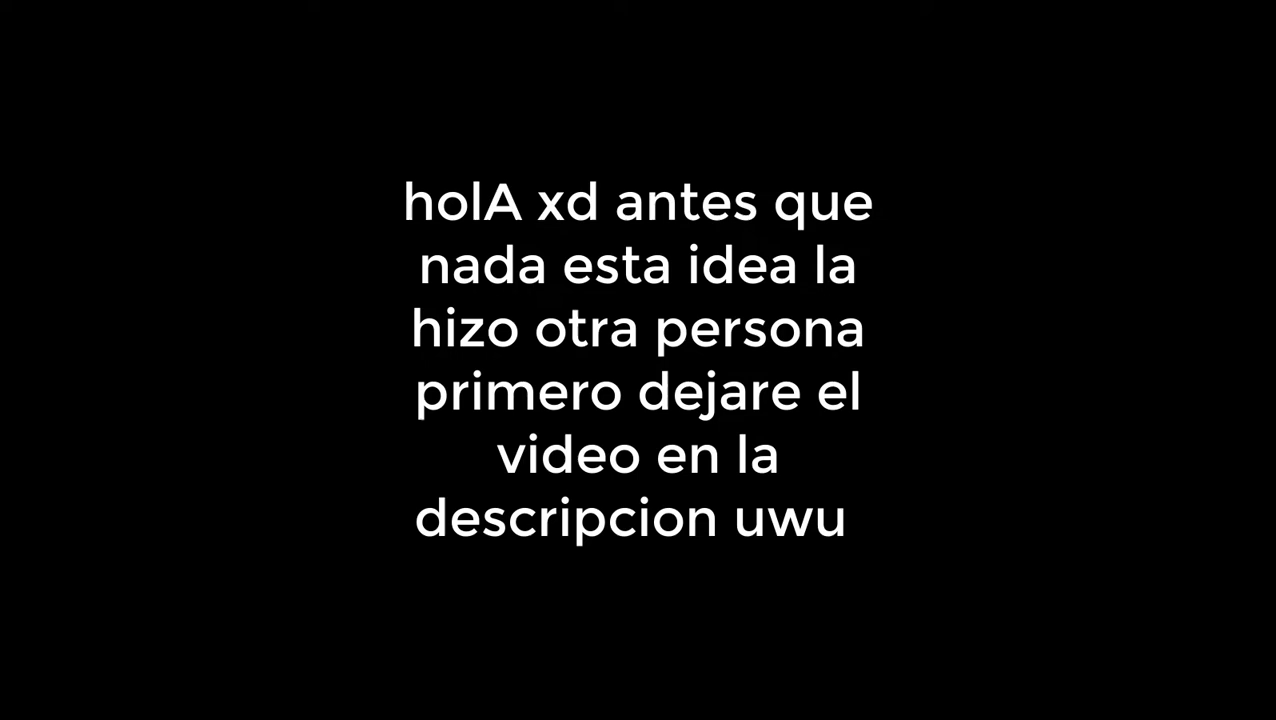 holA xd antes que
nada esta idea la
hizo otra persona
primero dejare el
video en la
descripcion uwu